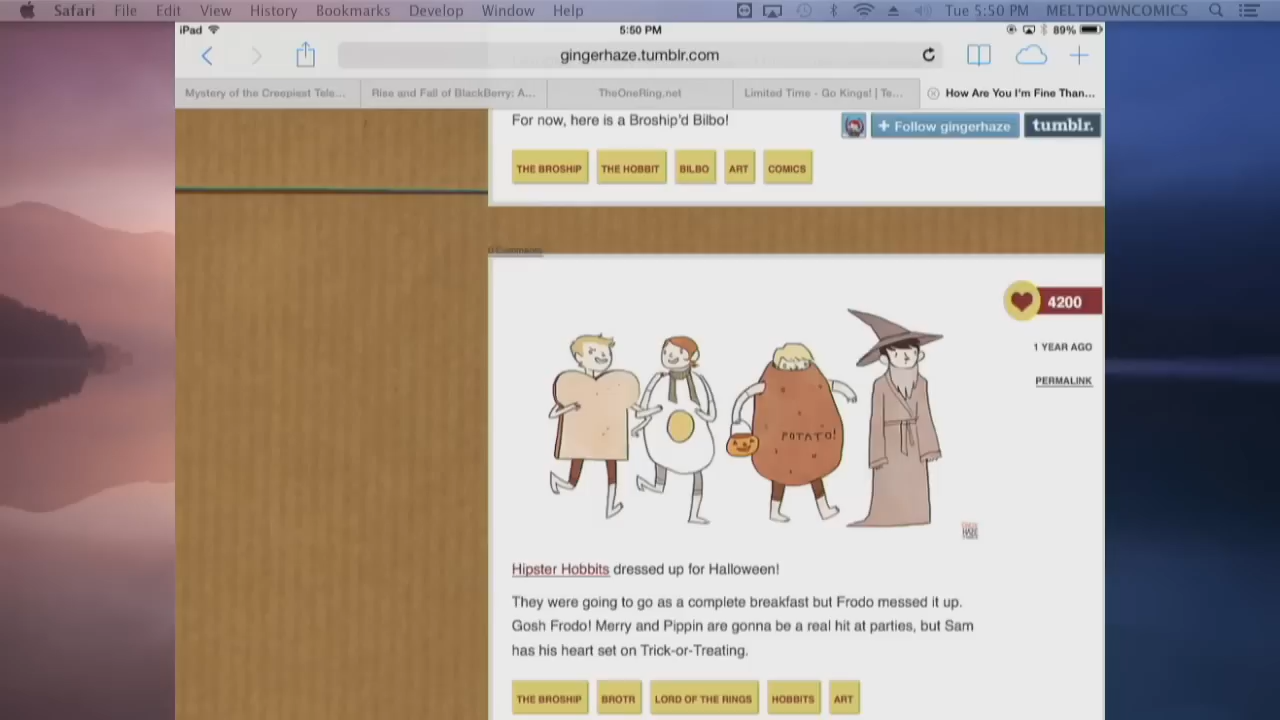 Safari File Edit View History Bookmarks Develop Window Help Tue 5:50 PM MELTDOWNCOMICS
iPad 5:50 PM 89%
gingerhaze.tumblr.com
Mystery of the Creepiest Tele... Rise and Fall of BlackBerry: A... TheOneRing.net Limited Time - Go Kings! | Te... How Are You I'm Fine Than...
For now, here is a Broship'd Bilbo! + Follow gingerhaze tumblr.
THE BROSHIP THE HOBBIT BILBO ART COMICS
0 Comments
4200
1 YEAR AGO
PERMALINK
POTATO!
Hipster Hobbits dressed up for Halloween!
They were going to go as a complete breakfast but Frodo messed it up.
Gosh Frodo! Merry and Pippin are gonna be a real hit at parties, but Sam
has his heart set on Trick-or-Treating.
THE BROSHIP BROTR LORD OF THE RINGS HOBBITS ART